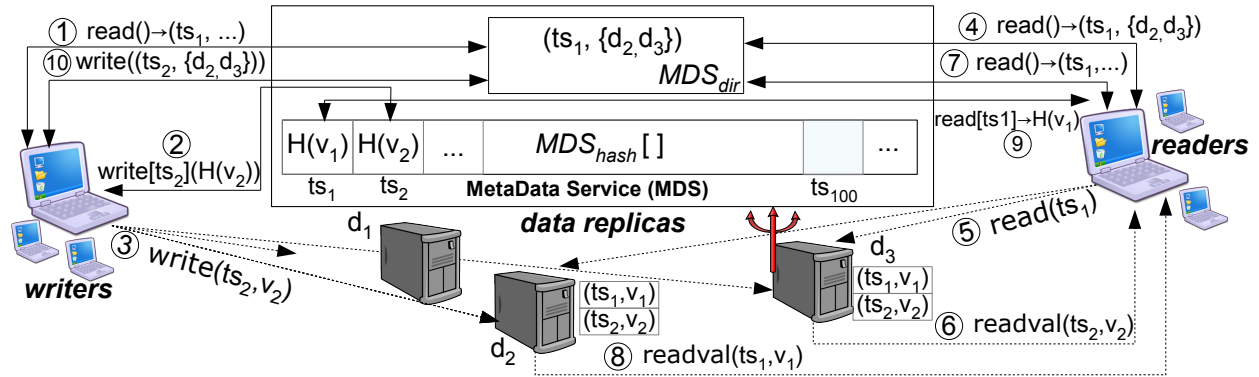 ① read()→(ts1, ...)
⑩ write((ts2, {d2,d3}))
(ts1, {d2,d3})
MDSdir
④ read()→(ts1, {d2,d3})
⑦ read()→(ts1,...)
② write[ts2](H(v2))
H(v1) H(v2) ... MDShash[ ] ...
ts1 ts2 MetaData Service (MDS) ts100
read[ts1]→H(v1)
⑨
readers
data replicas
③ write(ts2,v2)
writers
d1
d2
(ts1,v1)
(ts2,v2)
d3
(ts1,v1)
(ts2,v2)
⑤ read(ts1)
⑥ readval(ts2,v2)
⑧ readval(ts1,v1)